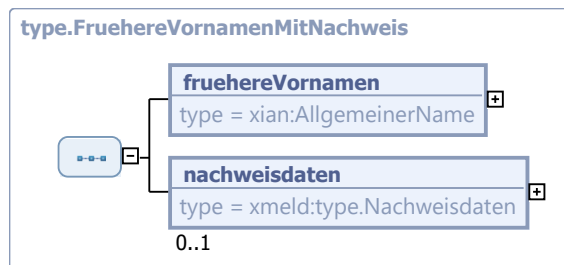 type.FruehereVornamenMitNachweis
fruehereVornamen
type = xian:AllgemeinerName
nachweisdaten
type = xmeld:type.Nachweisdaten
0..1